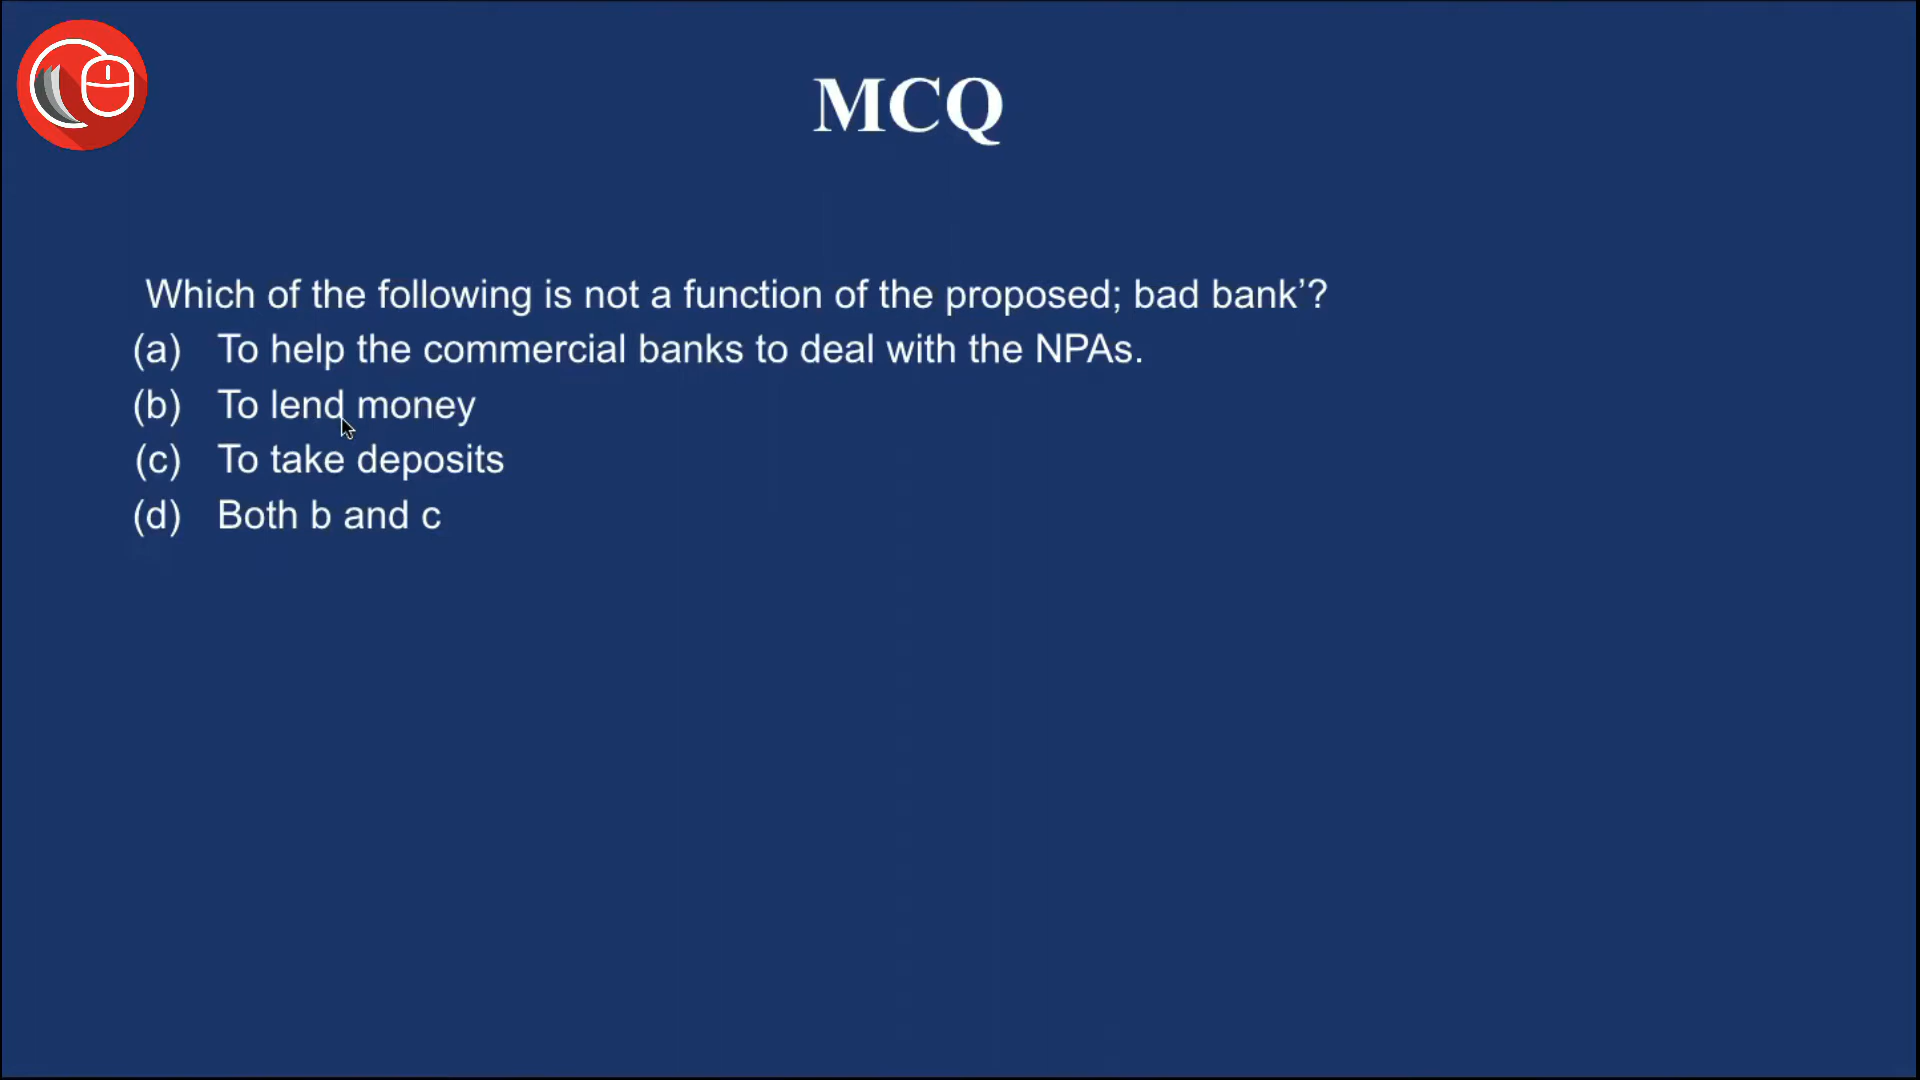 MCQ
Which of the following is not a function of the proposed; bad bank’?
(a) To help the commercial banks to deal with the NPAs.
(b) To lend money
(c) To take deposits
(d) Both b and c